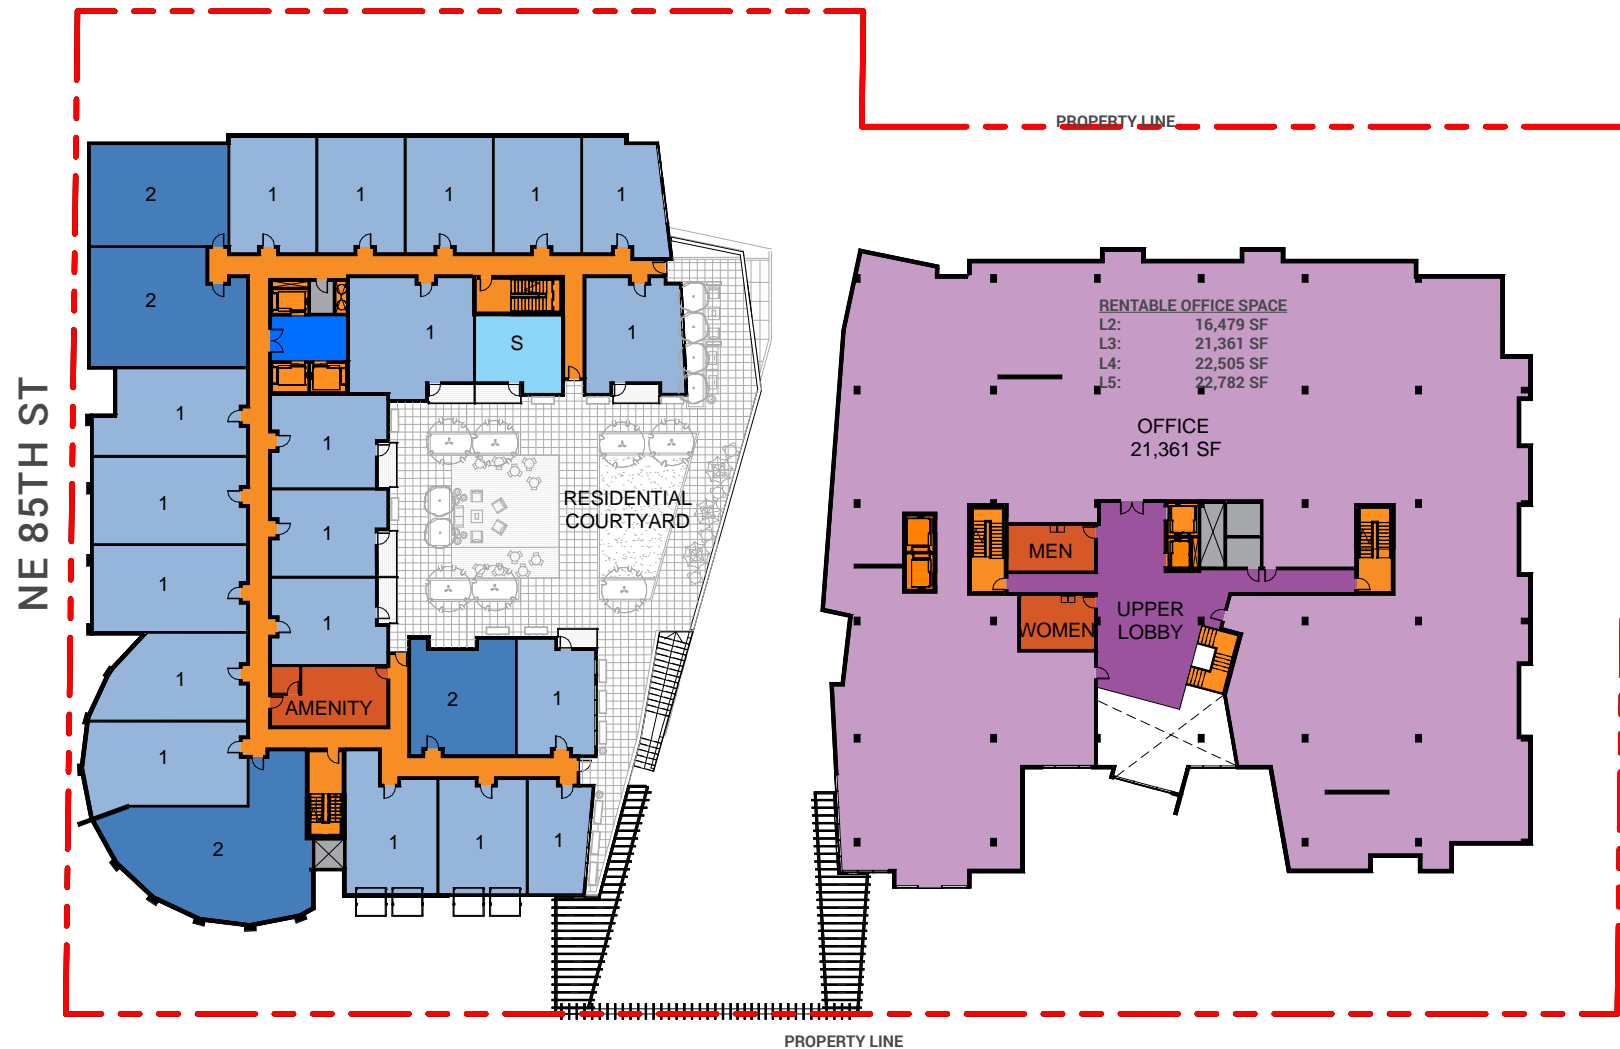 PROPERTY LINE
2
1
1
1
1
1
2
1
S
1
RENTABLE OFFICE SPACE
L2: 16,479 SF
L3: 21,361 SF
L4: 22,505 SF
L5: 22,782 SF
NE 85TH ST
1
1
OFFICE
21,361 SF
1
1
RESIDENTIAL
COURTYARD
MEN
1
1
UPPER
LOBBY
WOMEN
1
2
1
AMENITY
1
2
1
1
1
PROPERTY LINE